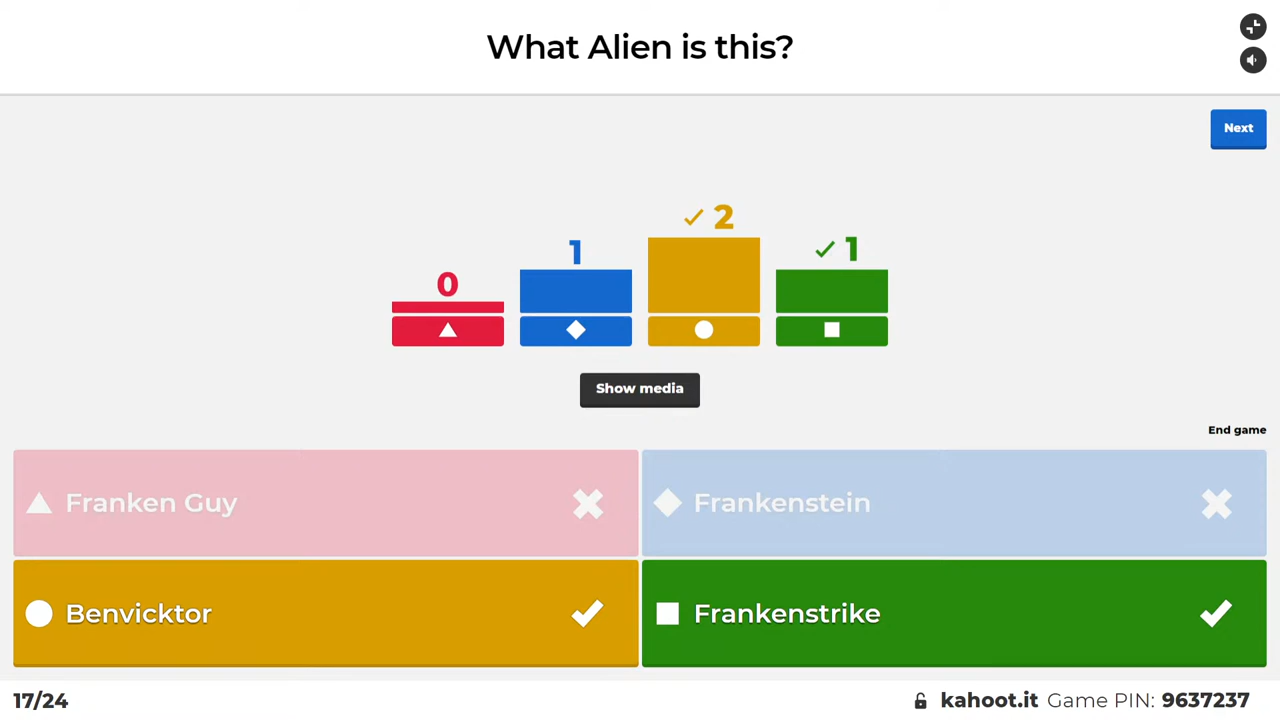 What Alien is this?
Next
0
1
2
1
Show media
End game
Franken Guy
Frankenstein
Benvicktor
Frankenstrike
17/24
kahoot.it Game PIN: 9637237